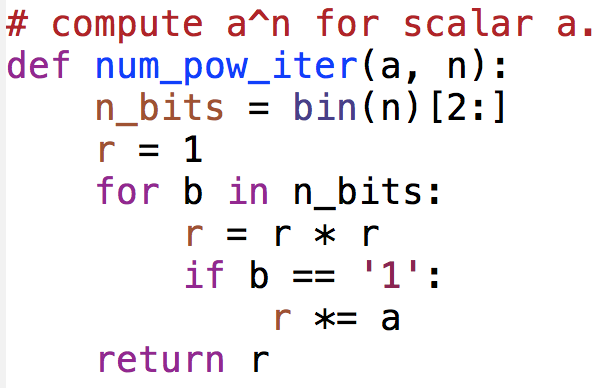 # compute a^n for scalar a.
def num_pow_iter(a, n):
    n_bits = bin(n)[2:]
    r = 1
    for b in n_bits:
        r = r * r
        if b == '1':
            r *= a
    return r